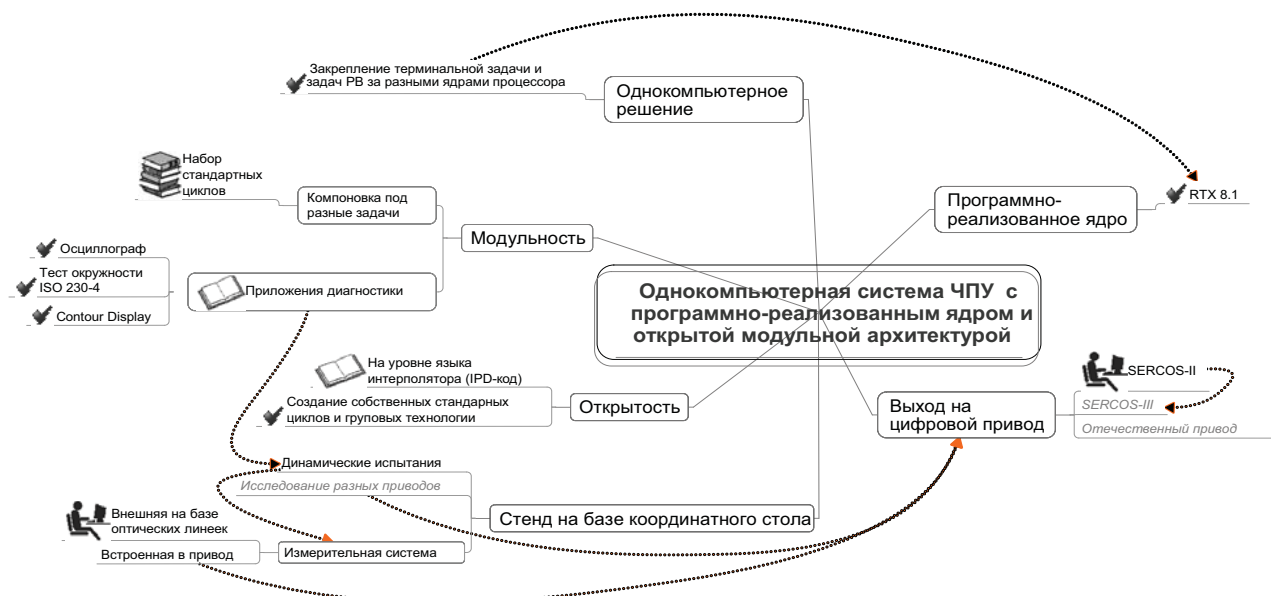 Закрепление терминальной задачи и
задач РВ за разными ядрами процессора
Однокомпьютерное
решение
Набор
стандартных
циклов
Компоновка под
разные задачи
Модульность
Осциллограф
Тест окружности
ISO 230-4
Contour Display
Приложения диагностики
Программно-
реализованное ядро
RTX 8.1
Однокомпьютерная система ЧПУ с
программно-реализованным ядром и
открытой модульной архитектурой
На уровне языка
интерполятора (IPD-код)
Создание собственных стандарных
циклов и груповых технологии
Открытость
Выход на
цифровой привод
SERCOS-II
SERCOS-III
Отечественный привод
Динамические испытания
Исследование разных приводов
Стенд на базе координатного стола
Внешняя на базе
оптических линеек
Встроенная в привод
Измерительная система